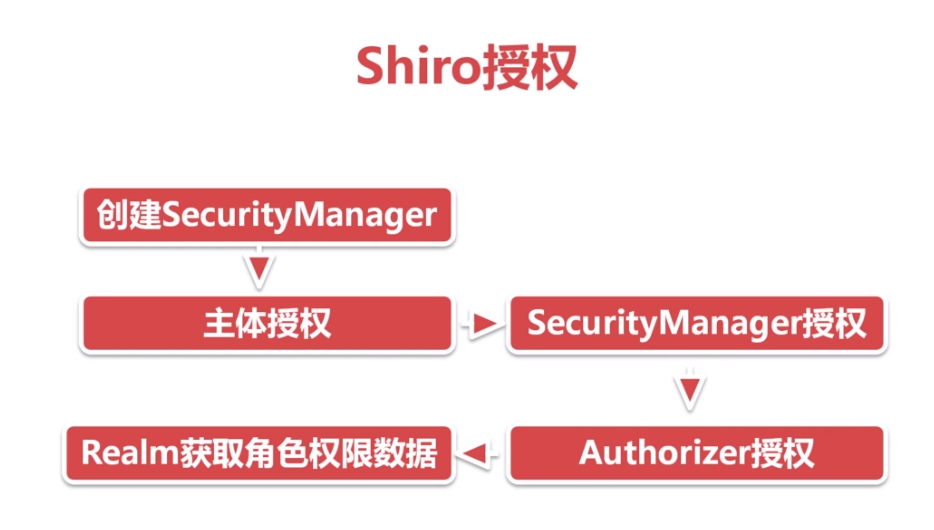 Shiro授权
创建SecurityManager
主体授权
SecurityManager授权
Authorizer授权
Realm获取角色权限数据